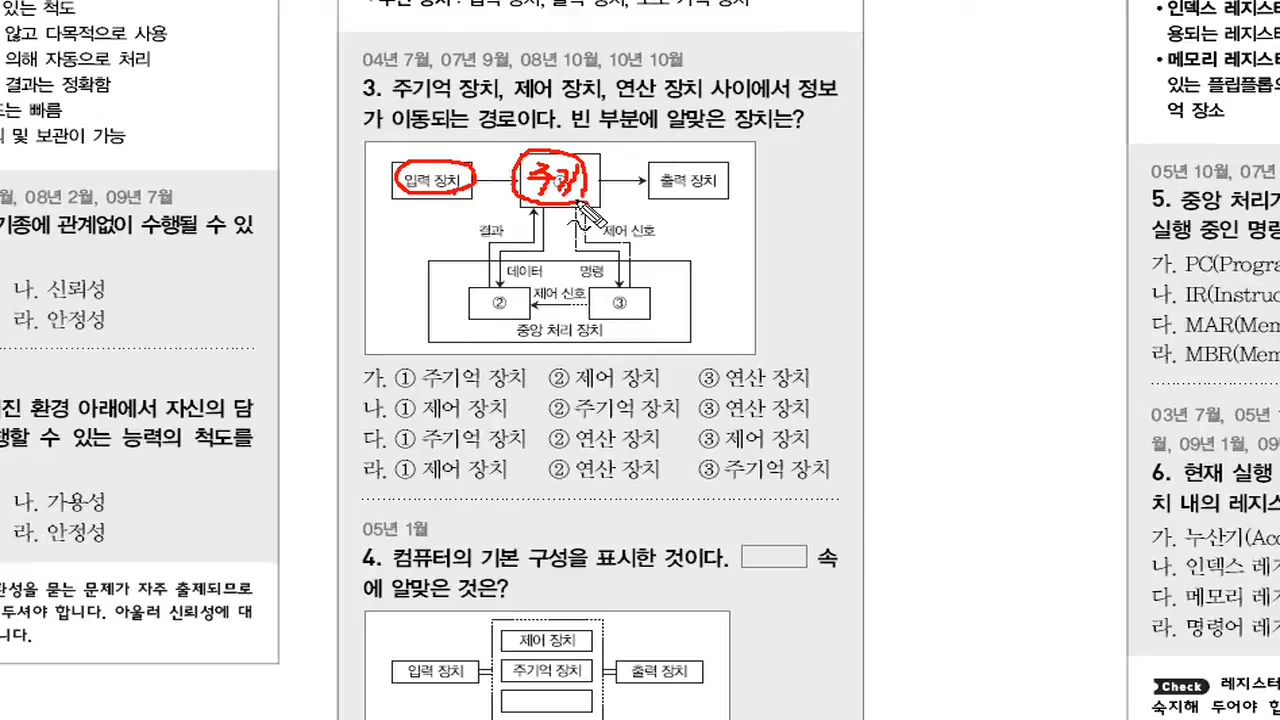 있는 척도
않고 다목적으로 사용
의해 자동으로 처리
결과는 정확함
도는 빠름
및 보관이 가능
08년 2월, 09년 7월
기종에 관계없이 수행될 수 있
나. 신뢰성
라. 안정성
진 환경 아래에서 자신의 담
행할 수 있는 능력의 척도를
나. 가용성
라. 안정성
관성을 묻는 문제가 자주 출제되므로
두셔야 합니다. 아울러 신뢰성에 대
니다.
04년 7월, 07년 9월, 08년 10월, 10년 10월
3. 주기억 장치, 제어 장치, 연산 장치 사이에서 정보
가 이동되는 경로이다. 빈 부분에 알맞은 장치는?
입력 장치
주기
출력 장치
결과
제어 신호
데이터
명령
②
제어 신호
③
중앙 처리 장치
가. ① 주기억 장치 ② 제어 장치 ③ 연산 장치
나. ① 제어 장치 ② 주기억 장치 ③ 연산 장치
다. ① 주기억 장치 ② 연산 장치 ③ 제어 장치
라. ① 제어 장치 ② 연산 장치 ③ 주기억 장치
05년 1월
4. 컴퓨터의 기본 구성을 표시한 것이다. 속
에 알맞은 것은?
제어 장치
입력 장치
주기억 장치
출력 장치
• 인덱스 레지스터
용되는 레지스터
• 메모리 레지스
있는 플립플롭으
억 장소
05년 10월, 07년
5. 중앙 처리
실행 중인 명령
가. PC(Progra
나. IR(Instruc
다. MAR(Mem
라. MBR(Mem
03년 7월, 05년
월, 09년 1월, 09
6. 현재 실행
치 내의 레지스
가. 누산기(Acc
나. 인덱스 레지
다. 메모리 레지
라. 명령어 레지
Check 레지스터
숙지해 두어야 합